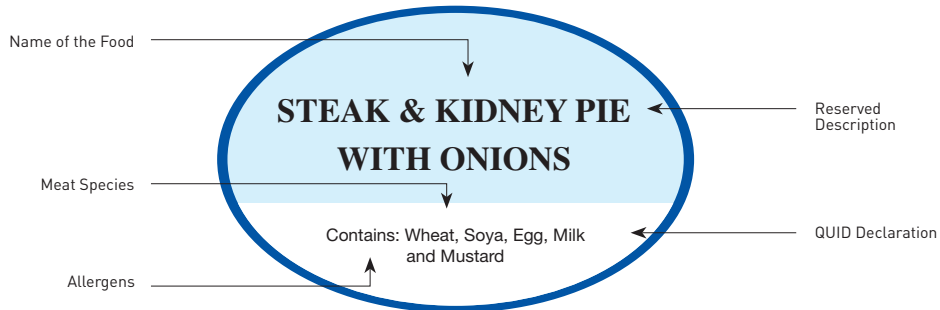 Name of the Food
STEAK & KIDNEY PIE
WITH ONIONS
Reserved
Description
Meat Species
Contains: Wheat, Soya, Egg, Milk
and Mustard
QUID Declaration
Allergens